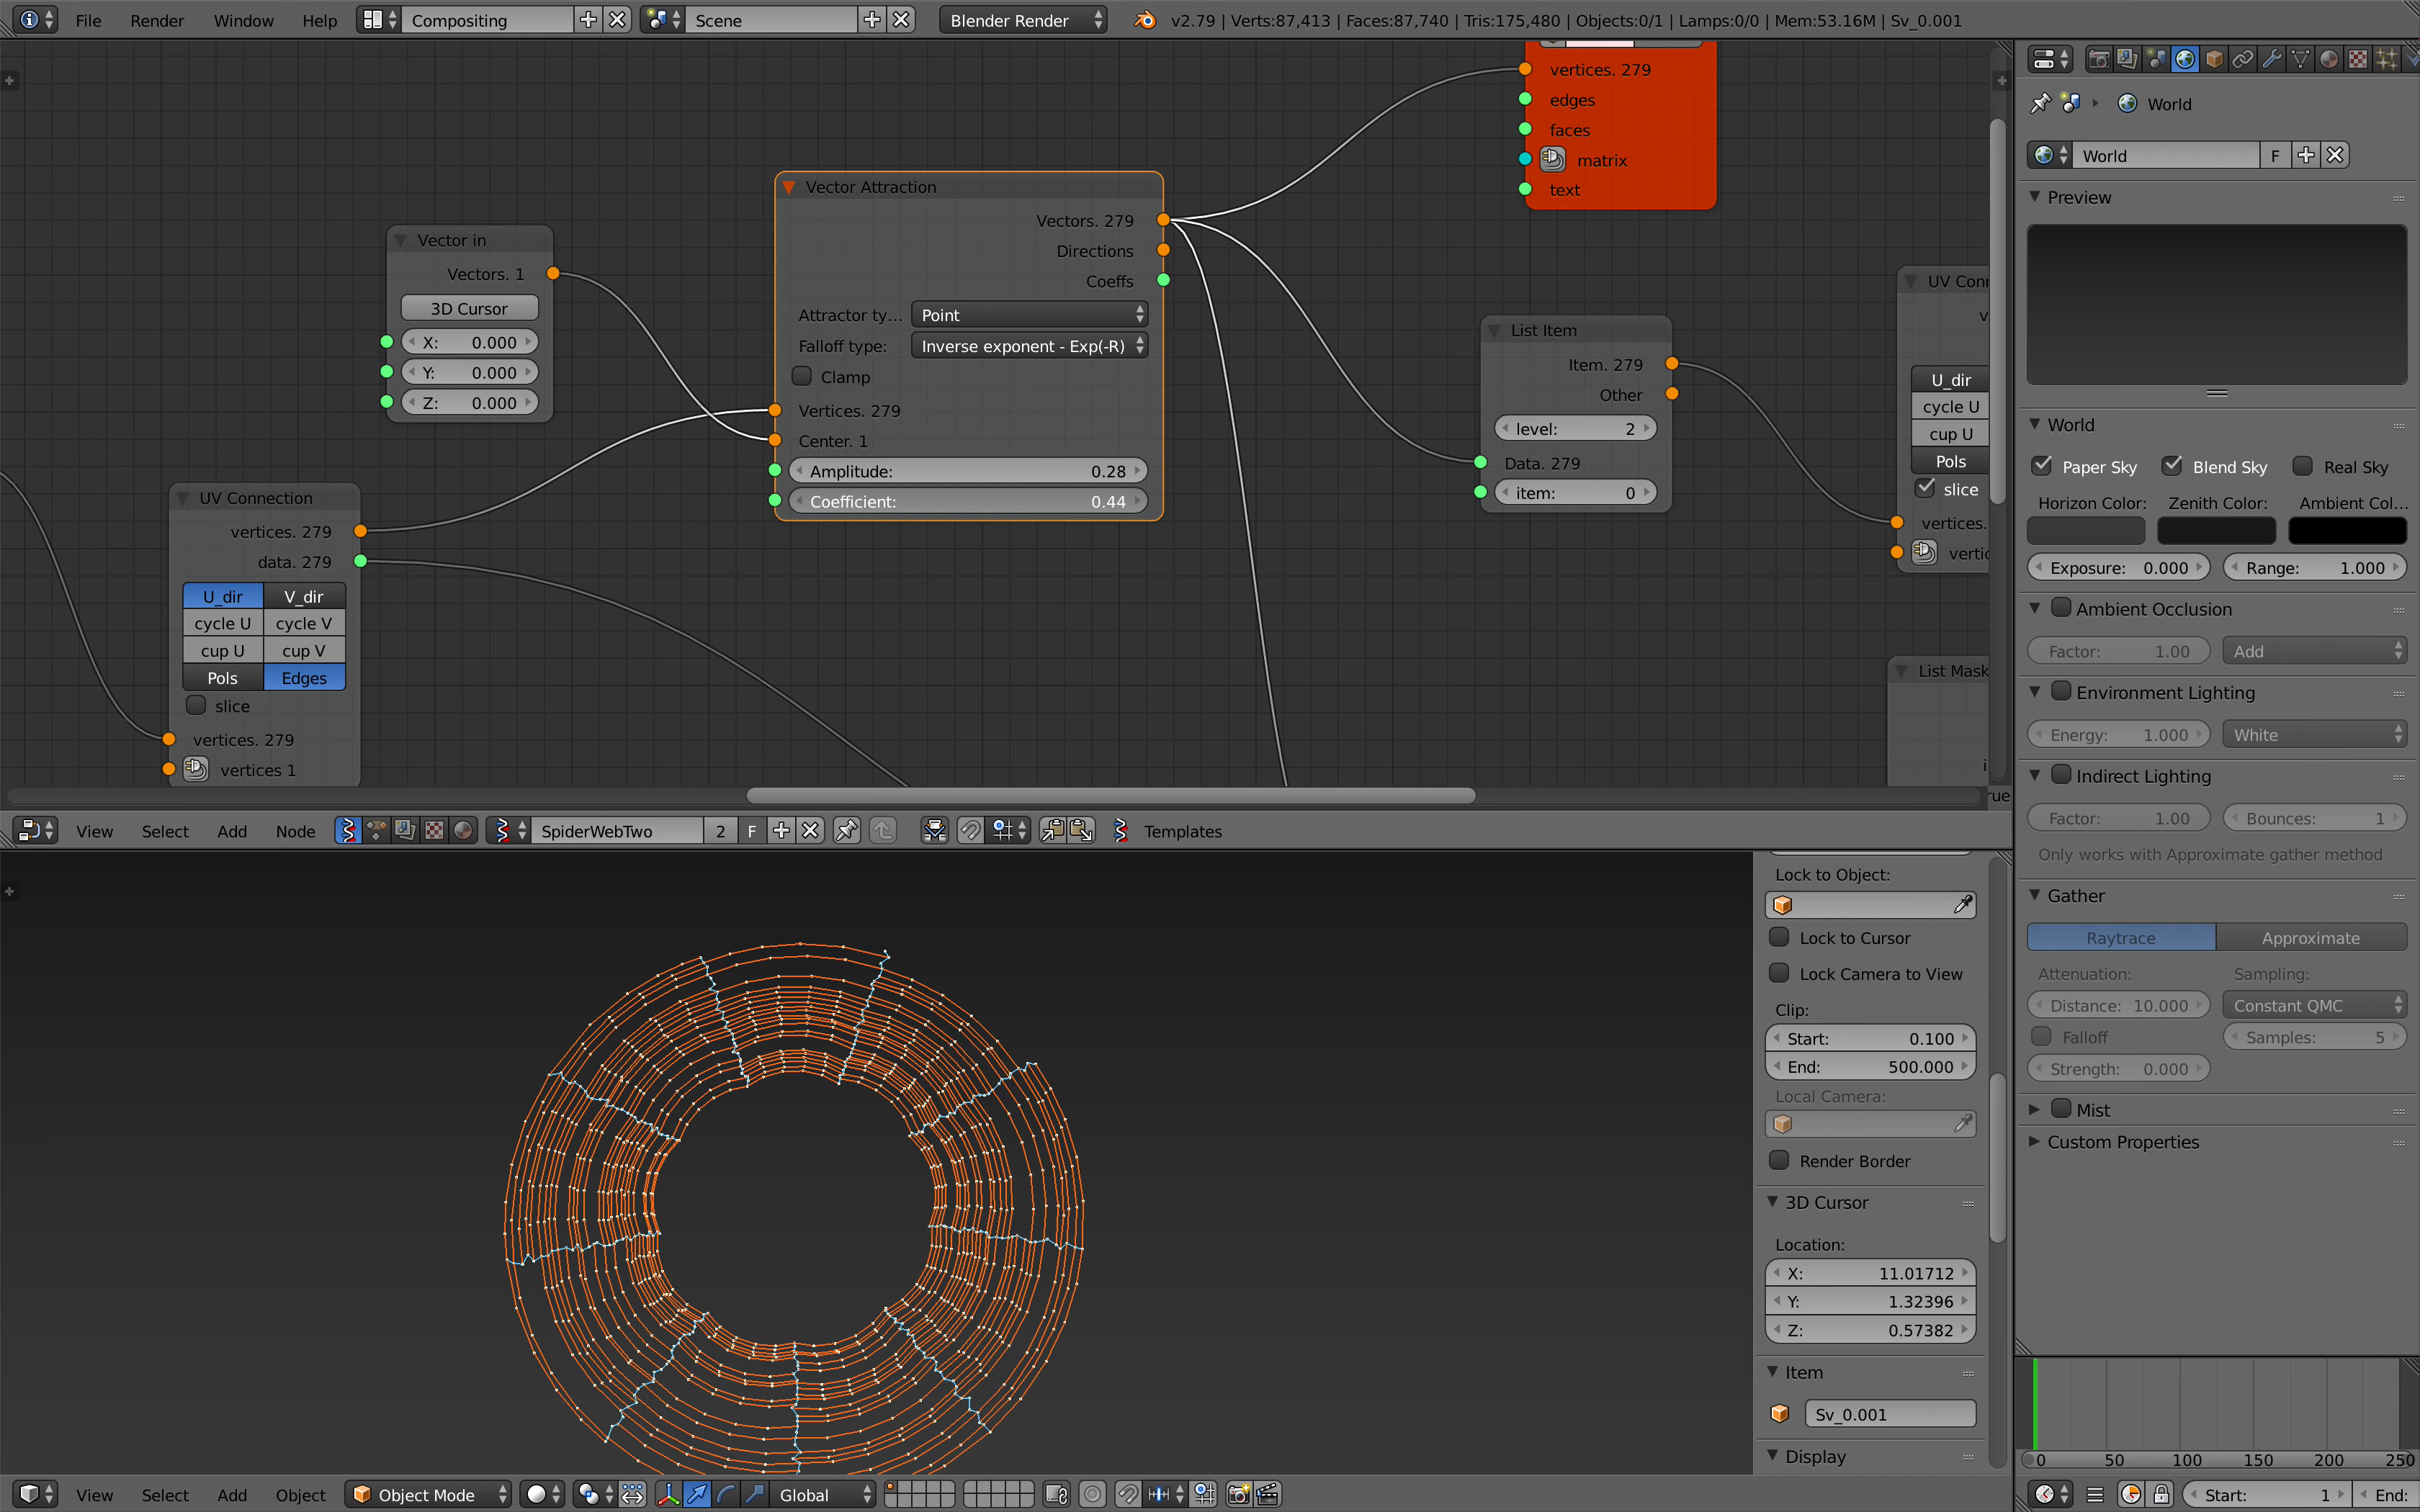 File Render Window Help Compositing Scene Blender Render v2.79 | Verts:87,413 | Faces:87,740 | Tris:175,480 | Objects:0/1 | Lamps:0/0 | Mem:53.16M | Sv_0.001
vertices. 279
edges
faces
matrix
text
Vector Attraction
Vectors. 279
Directions
Coeffs
Attractor ty... Point
Falloff type: Inverse exponent - Exp(-R)
Clamp
Vertices. 279
Center. 1
Amplitude: 0.28
Coefficient: 0.44
Vector in
Vectors. 1
3D Cursor
X: 0.000
Y: 0.000
Z: 0.000
UV Connection
vertices. 279
data. 279
U_dir V_dir
cycle U cycle V
cup U cup V
Pols Edges
slice
vertices. 279
vertices 1
List Item
Item. 279
Other
level: 2
Data. 279
item: 0
UV Con
v
U_dir
cycle U
cup U
Pols
slice
vertices.
vertic
List Mask
i
rue
View Select Add Node SpiderWebTwo 2 F Templates
Lock to Object:
Lock to Cursor
Lock Camera to View
Clip:
Start: 0.100
End: 500.000
Local Camera:
Render Border
3D Cursor
Location:
X: 11.01712
Y: 1.32396
Z: 0.57382
Item
Sv_0.001
Display
View Select Add Object Object Mode Global
World
World F
Preview
World
Paper Sky Blend Sky Real Sky
Horizon Color: Zenith Color: Ambient Col...
Exposure: 0.000 Range: 1.000
Ambient Occlusion
Factor: 1.00 Add
Environment Lighting
Energy: 1.000 White
Indirect Lighting
Factor: 1.00 Bounces: 1
Only works with Approximate gather method
Gather
Raytrace Approximate
Attenuation: Sampling:
Distance: 10.000 Constant QMC
Falloff Samples: 5
Strength: 0.000
Mist
Custom Properties
0 50 100 150 200 250
Start: 1 End: